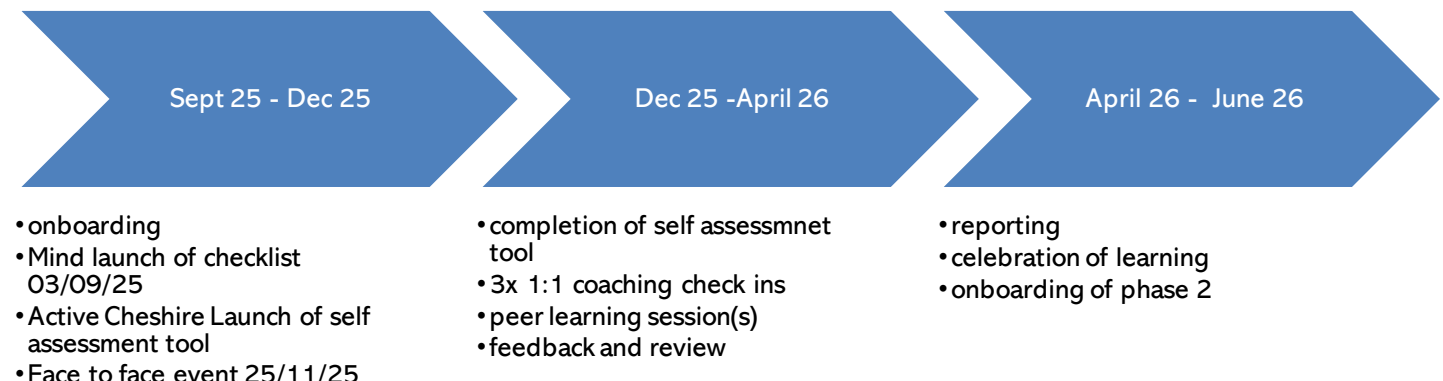 Sept 25 - Dec 25
•onboarding
•Mind launch of checklist
03/09/25
•Active Cheshire Launch of self
assessment tool
•Face to face event 25/11/25
Dec 25 -April 26
•completion of self assessmnet
tool
•3x 1:1 coaching check ins
•peer learning session(s)
•feedback and review
April 26 - June 26
•reporting
•celebration of learning
•onboarding of phase 2